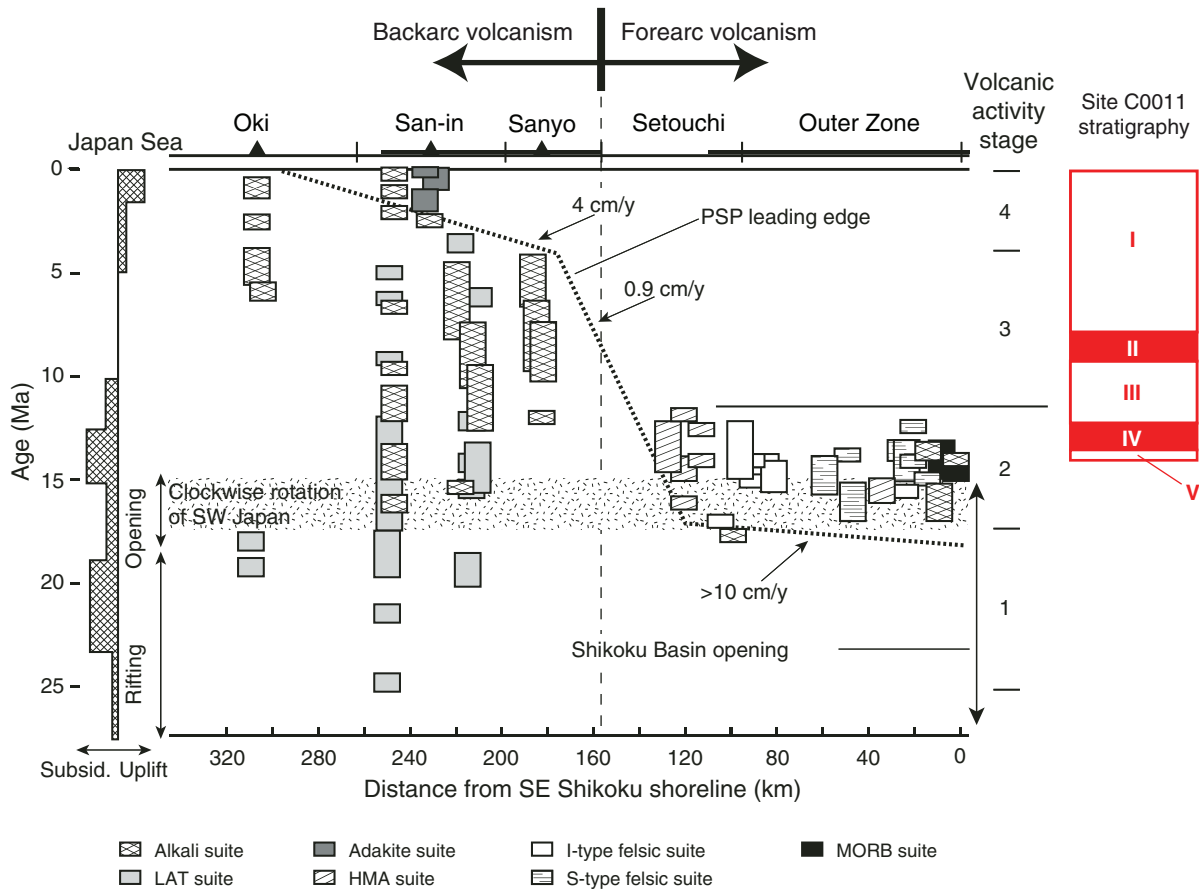 Backarc volcanism
Forearc volcanism
Volcanic
activity
stage
Site C0011
stratigraphy
Japan Sea
Oki
San-in
Sanyo
Setouchi
Outer Zone
0
5
10
15
20
25
Age (Ma)
4 cm/y
PSP leading edge
0.9 cm/y
>10 cm/y
Clockwise rotation
of SW Japan
Opening
Rifting
Shikoku Basin opening
4
3
2
1
I
II
III
IV
V
Subsid. Uplift
320
280
240
200
160
120
80
40
0
Distance from SE Shikoku shoreline (km)
Alkali suite
Adakite suite
I-type felsic suite
MORB suite
LAT suite
HMA suite
S-type felsic suite